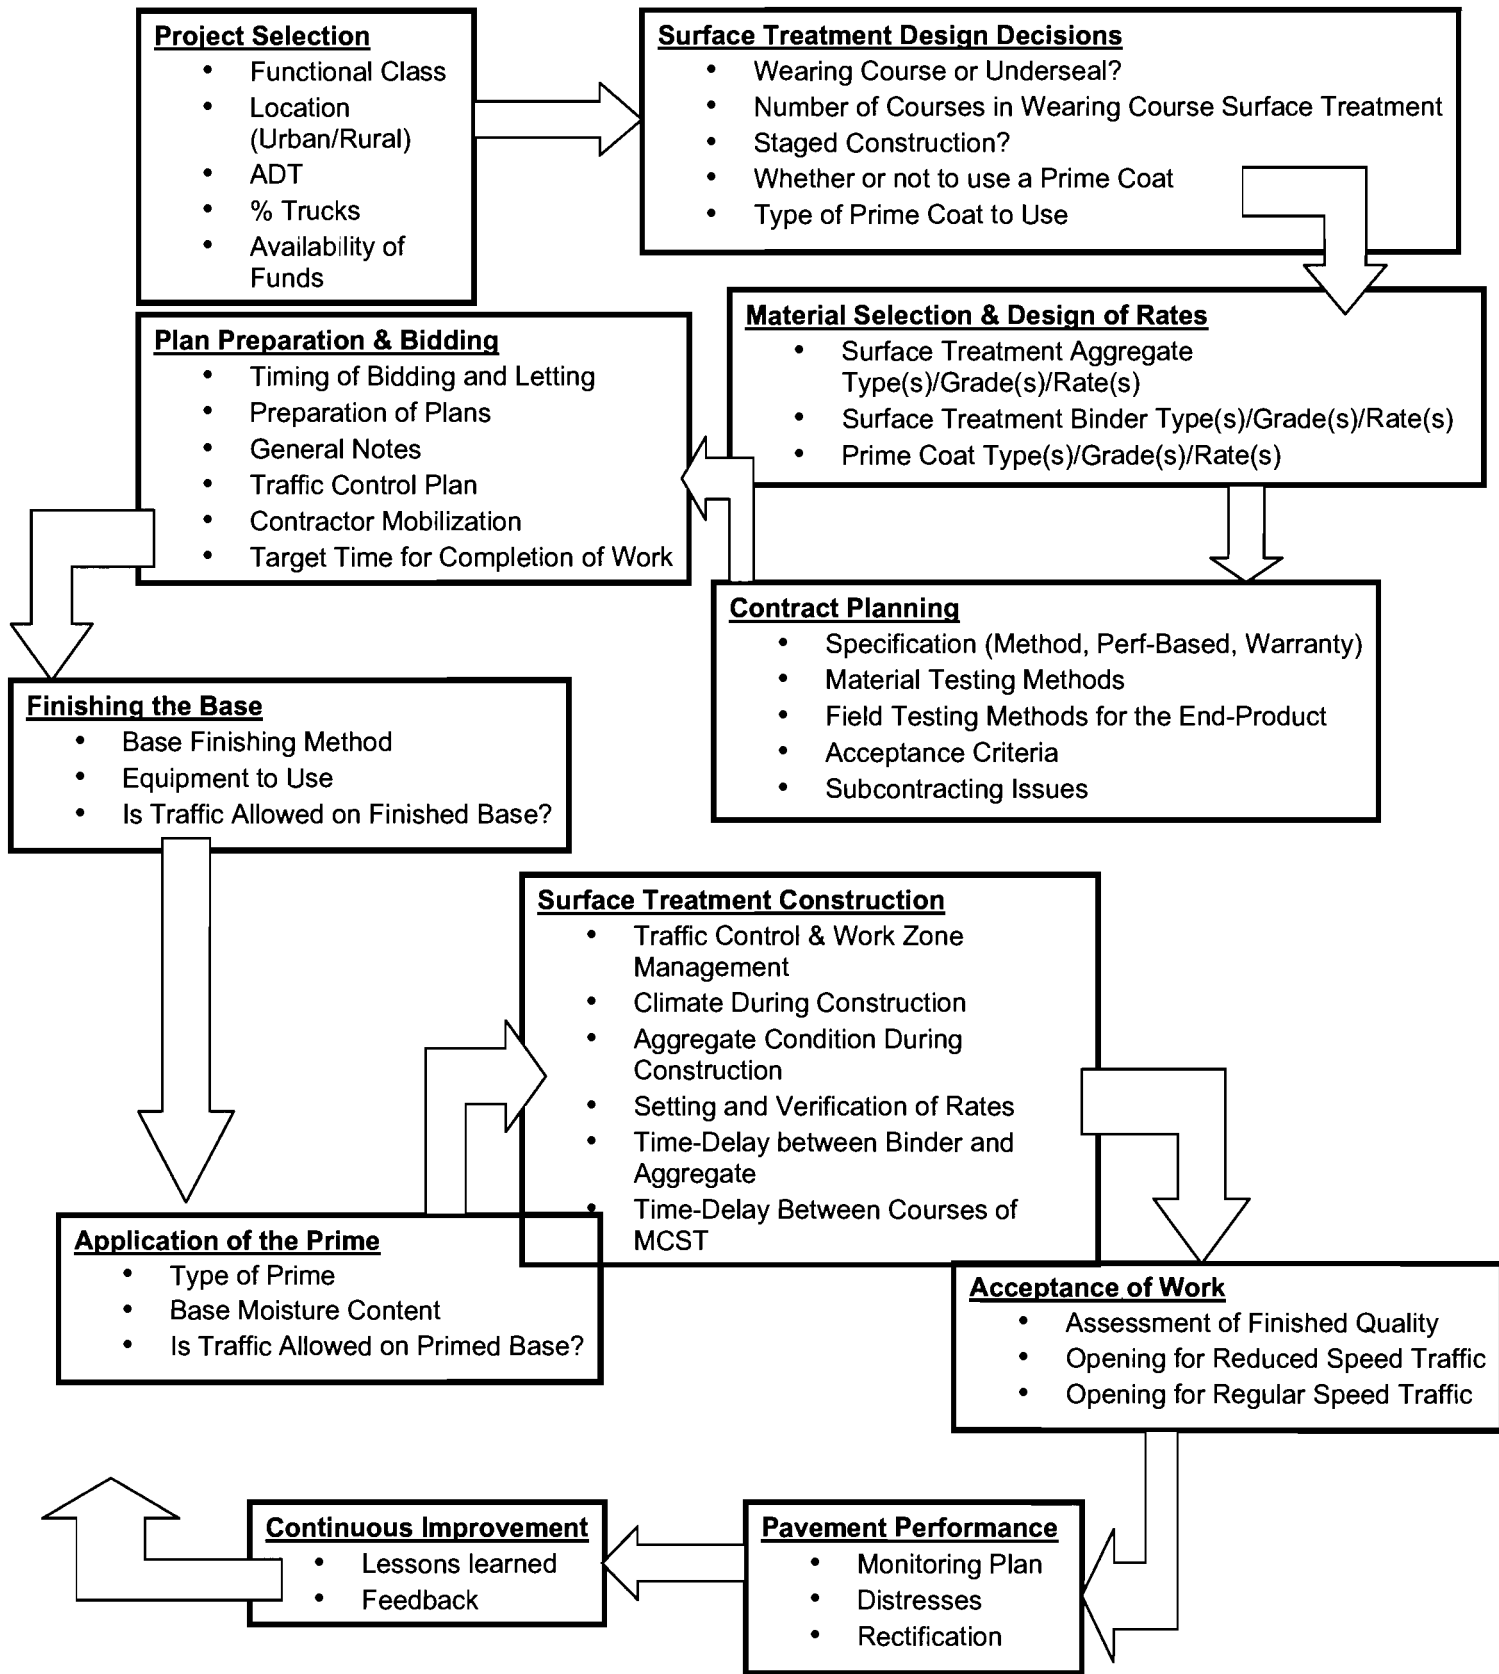 Project Selection
• Functional Class
• Location
(Urban/Rural)
• ADT
• % Trucks
• Availability of
Funds
Surface Treatment Design Decisions
• Wearing Course or Underseal?
• Number of Courses in Wearing Course Surface Treatment
• Staged Construction?
• Whether or not to use a Prime Coat
• Type of Prime Coat to Use
Material Selection & Design of Rates
• Surface Treatment Aggregate
Type(s)/Grade(s)/Rate(s)
• Surface Treatment Binder Type(s)/Grade(s)/Rate(s)
• Prime Coat Type(s)/Grade(s)/Rate(s)
Contract Planning
• Specification (Method, Perf-Based, Warranty)
• Material Testing Methods
• Field Testing Methods for the End-Product
• Acceptance Criteria
• Subcontracting Issues
Plan Preparation & Bidding
• Timing of Bidding and Letting
• Preparation of Plans
• General Notes
• Traffic Control Plan
• Contractor Mobilization
• Target Time for Completion of Work
Finishing the Base
• Base Finishing Method
• Equipment to Use
• Is Traffic Allowed on Finished Base?
Application of the Prime
• Type of Prime
• Base Moisture Content
• Is Traffic Allowed on Primed Base?
Surface Treatment Construction
• Traffic Control & Work Zone
Management
• Climate During Construction
• Aggregate Condition During
Construction
• Setting and Verification of Rates
• Time-Delay between Binder and
Aggregate
• Time-Delay Between Courses of
MCST
Acceptance of Work
• Assessment of Finished Quality
• Opening for Reduced Speed Traffic
• Opening for Regular Speed Traffic
Pavement Performance
• Monitoring Plan
• Distresses
• Rectification
Continuous Improvement
• Lessons learned
• Feedback